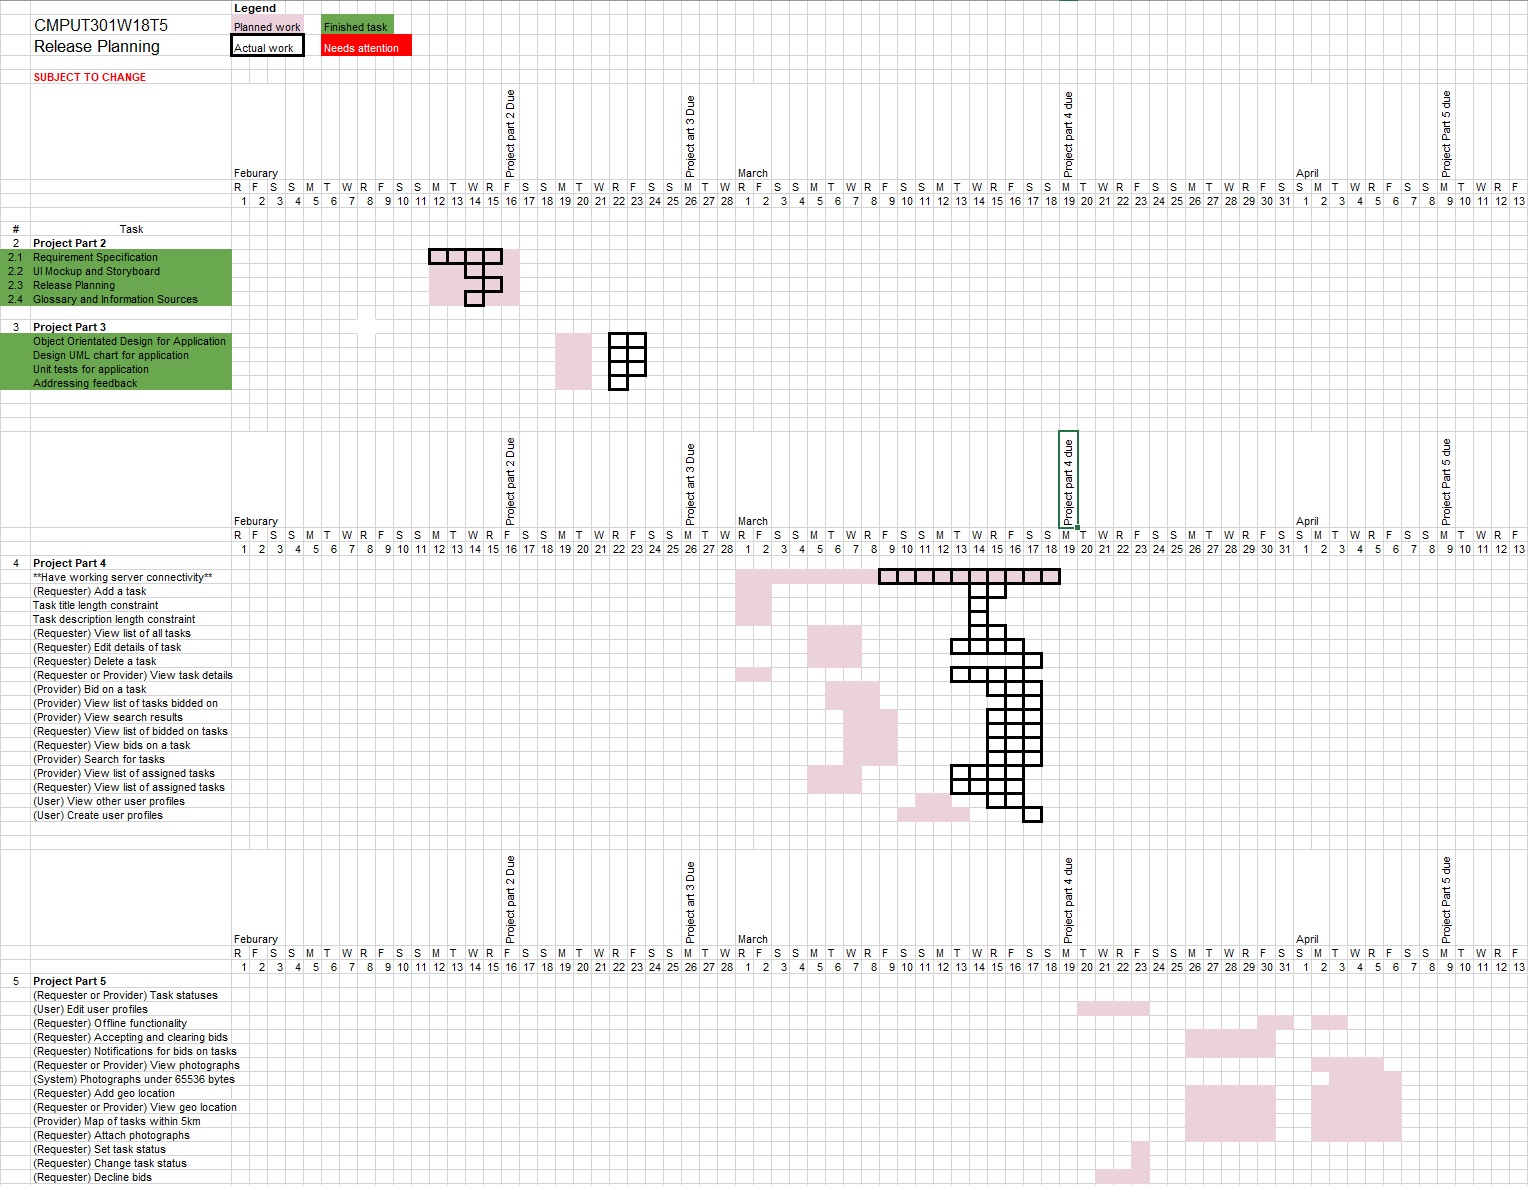 Legend
CMPUT301W18T5 Planned work Finished task
Release Planning Actual work Needs attention
SUBJECT TO CHANGE
Project part 2 Due Project art 3 Due Project part 4 due Project Part 5 due
Feburary March April
R F S S M T W R F S S M T W R F S S M T W R F S S M T W R F S S M T W R F S S M T W R F S S M T W R F S S M T W R F S S M T W R F S S M T W R F
1 2 3 4 5 6 7 8 9 10 11 12 13 14 15 16 17 18 19 20 21 22 23 24 25 26 27 28 1 2 3 4 5 6 7 8 9 10 11 12 13 14 15 16 17 18 19 20 21 22 23 24 25 26 27 28 29 30 31 1 2 3 4 5 6 7 8 9 10 11 12 13
# Task
2 Project Part 2
2.1 Requirement Specification
2.2 UI Mockup and Storyboard
2.3 Release Planning
2.4 Glossary and Information Sources
3 Project Part 3
Object Orientated Design for Application
Design UML chart for application
Unit tests for application
Addressing feedback
Project part 2 Due Project art 3 Due Project part 4 due Project Part 5 due
Feburary March April
R F S S M T W R F S S M T W R F S S M T W R F S S M T W R F S S M T W R F S S M T W R F S S M T W R F S S M T W R F S S M T W R F S S M T W R F
1 2 3 4 5 6 7 8 9 10 11 12 13 14 15 16 17 18 19 20 21 22 23 24 25 26 27 28 1 2 3 4 5 6 7 8 9 10 11 12 13 14 15 16 17 18 19 20 21 22 23 24 25 26 27 28 29 30 31 1 2 3 4 5 6 7 8 9 10 11 12 13
4 Project Part 4
**Have working server connectivity**
(Requester) Add a task
Task title length constraint
Task description length constraint
(Requester) View list of all tasks
(Requester) Edit details of task
(Requester) Delete a task
(Requester or Provider) View task details
(Provider) Bid on a task
(Provider) View list of tasks bidded on
(Provider) View search results
(Requester) View list of bidded on tasks
(Requester) View bids on a task
(Provider) Search for tasks
(Provider) View list of assigned tasks
(Requester) View list of assigned tasks
(User) View other user profiles
(User) Create user profiles
Project part 2 Due Project art 3 Due Project part 4 due Project Part 5 due
Feburary March April
R F S S M T W R F S S M T W R F S S M T W R F S S M T W R F S S M T W R F S S M T W R F S S M T W R F S S M T W R F S S M T W R F S S M T W R F
1 2 3 4 5 6 7 8 9 10 11 12 13 14 15 16 17 18 19 20 21 22 23 24 25 26 27 28 1 2 3 4 5 6 7 8 9 10 11 12 13 14 15 16 17 18 19 20 21 22 23 24 25 26 27 28 29 30 31 1 2 3 4 5 6 7 8 9 10 11 12 13
5 Project Part 5
(Requester or Provider) Task statuses
(User) Edit user profiles
(Requester) Offline functionality
(Requester) Accepting and clearing bids
(Requester) Notifications for bids on tasks
(Requester or Provider) View photographs
(System) Photographs under 65536 bytes
(Requester) Add geo location
(Requester or Provider) View geo location
(Provider) Map of tasks within 5km
(Requester) Attach photographs
(Requester) Set task status
(Requester) Change task status
(Requester) Decline bids